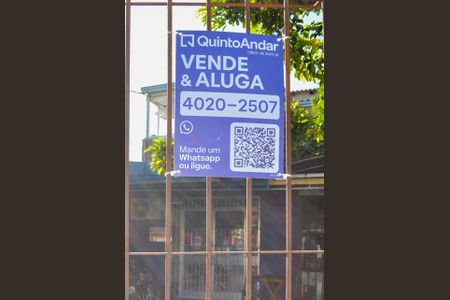 QuintoAndar
VENDE
& ALUGA
4020-2507
Mande um
Whatsapp
ou ligue.